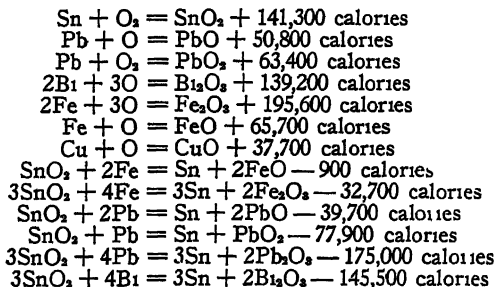 Sn + O₂ = SnO₂ + 141,300 calories
Pb + O = PbO + 50,800 calories
Pb + O₂ = PbO₂ + 63,400 calories
2Bi + 3O = Bi₂O₃ + 139,200 calories
2Fe + 3O = Fe₂O₃ + 195,600 calories
Fe + O = FeO + 65,700 calories
Cu + O = CuO + 37,700 calories
SnO₂ + 2Fe = Sn + 2FeO — 900 calories
3SnO₂ + 4Fe = 3Sn + 2Fe₂O₃ — 32,700 calories
SnO₂ + 2Pb = Sn + 2PbO — 39,700 calories
SnO₂ + Pb = Sn + PbO₂ — 77,900 calories
3SnO₂ + 4Pb = 3Sn + 2Pb₂O₃ — 175,000 calories
3SnO₂ + 4Bi = 3Sn + 2Bi₂O₃ — 145,500 calories